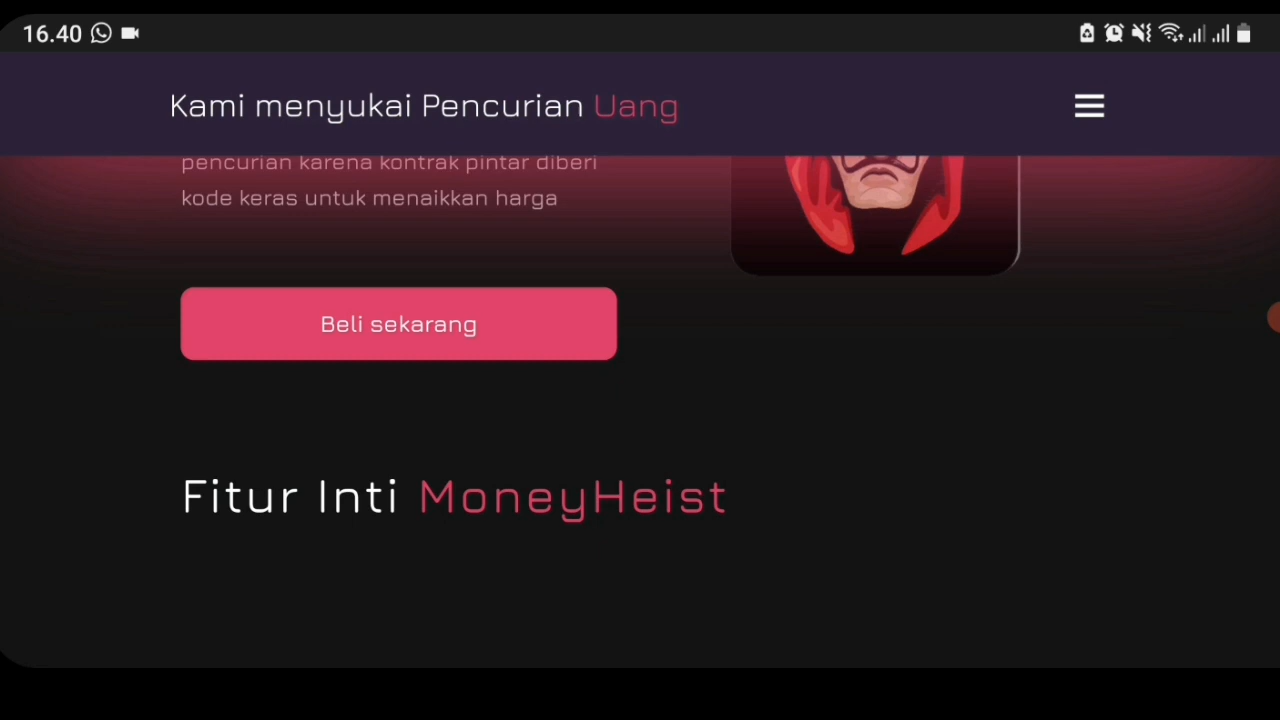 16.40
Kami menyukai Pencurian Uang
pencurian karena kontrak pintar diberi
kode keras untuk menaikkan harga
Beli sekarang
Fitur Inti MoneyHeist